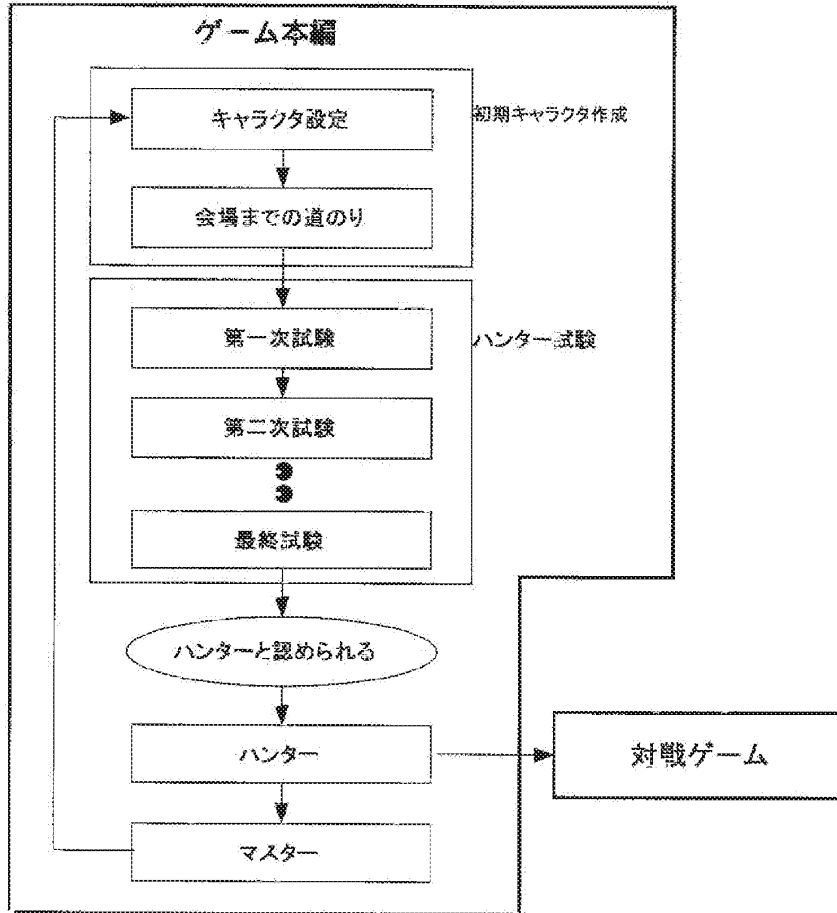 ゲーム本編
キャラクタ設定
初期キャラクタ作成
会場までの道のり
第一次試験
ハンター試験
第二次試験
最終試験
ハンターと認められる
ハンター
対戦ゲーム
マスター